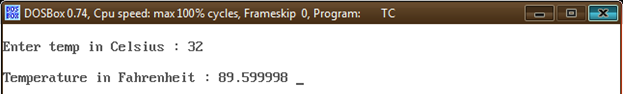 DOSBox 0.74, Cpu speed: max 100% cycles, Frameskip 0, Program: TC
Enter temp in Celsius : 32
Temperature in Fahrenheit : 89.599998 _